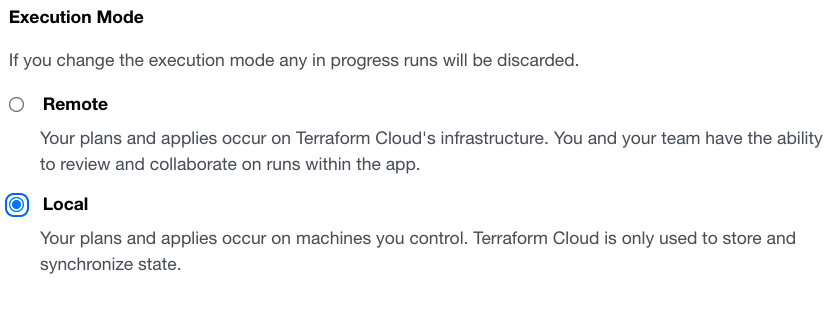 Execution Mode
If you change the execution mode any in progress runs will be discarded.
Remote
Your plans and applies occur on Terraform Cloud's infrastructure. You and your team have the ability
to review and collaborate on runs within the app.
Local
Your plans and applies occur on machines you control. Terraform Cloud is only used to store and
synchronize state.